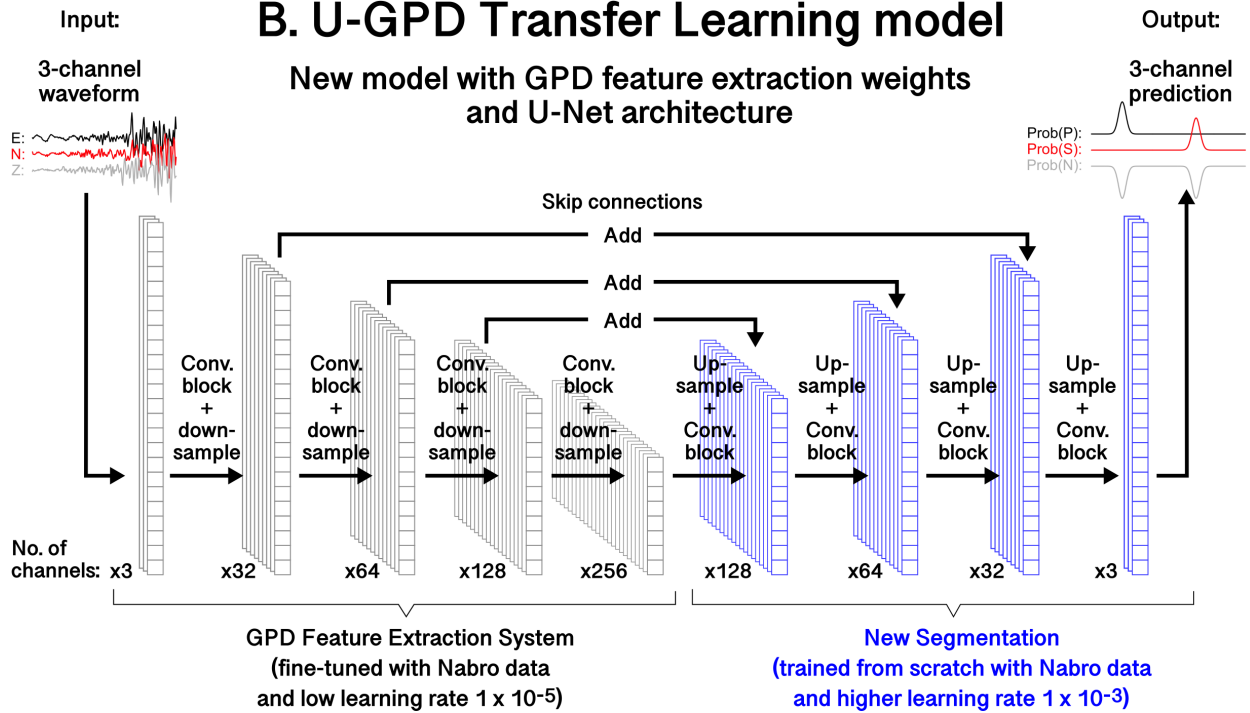 Input:
B. U-GPD Transfer Learning model
Output:
3-channel
waveform
New model with GPD feature extraction weights
and U-Net architecture
3-channel
prediction
E:
N:
Z:
Prob(P):
Prob(S):
Prob(N):
Skip connections
Add
Add
Add
Conv.
block
+
down-
sample
Conv.
block
+
down-
sample
Conv.
block
+
down-
sample
Conv.
block
+
down-
sample
Up-
sample
+
Conv.
block
Up-
sample
+
Conv.
block
Up-
sample
+
Conv.
block
Up-
sample
+
Conv.
block
No. of
channels: x3 x32 x64 x128 x256 x128 x64 x32 x3
GPD Feature Extraction System
(fine-tuned with Nabro data
and low learning rate 1 x 10⁻⁵)
New Segmentation
(trained from scratch with Nabro data
and higher learning rate 1 x 10⁻³)